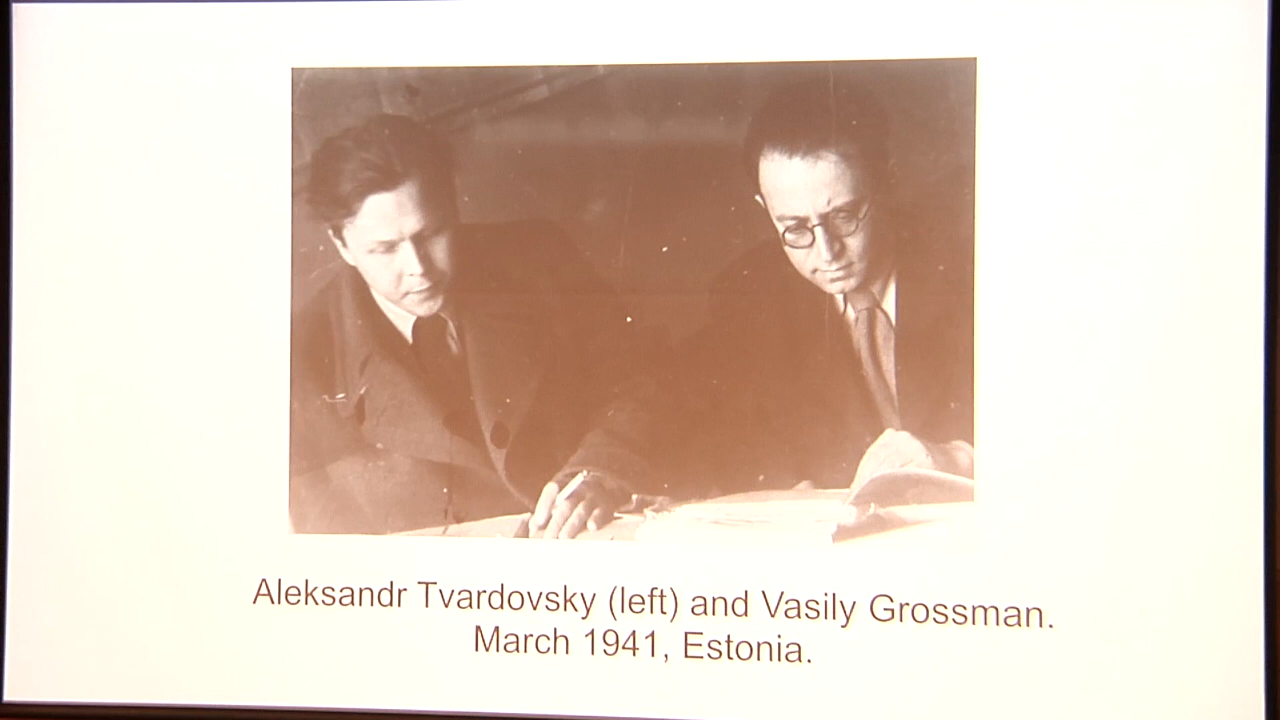 Aleksandr Tvardovsky (left) and Vasily Grossman.
March 1941, Estonia.